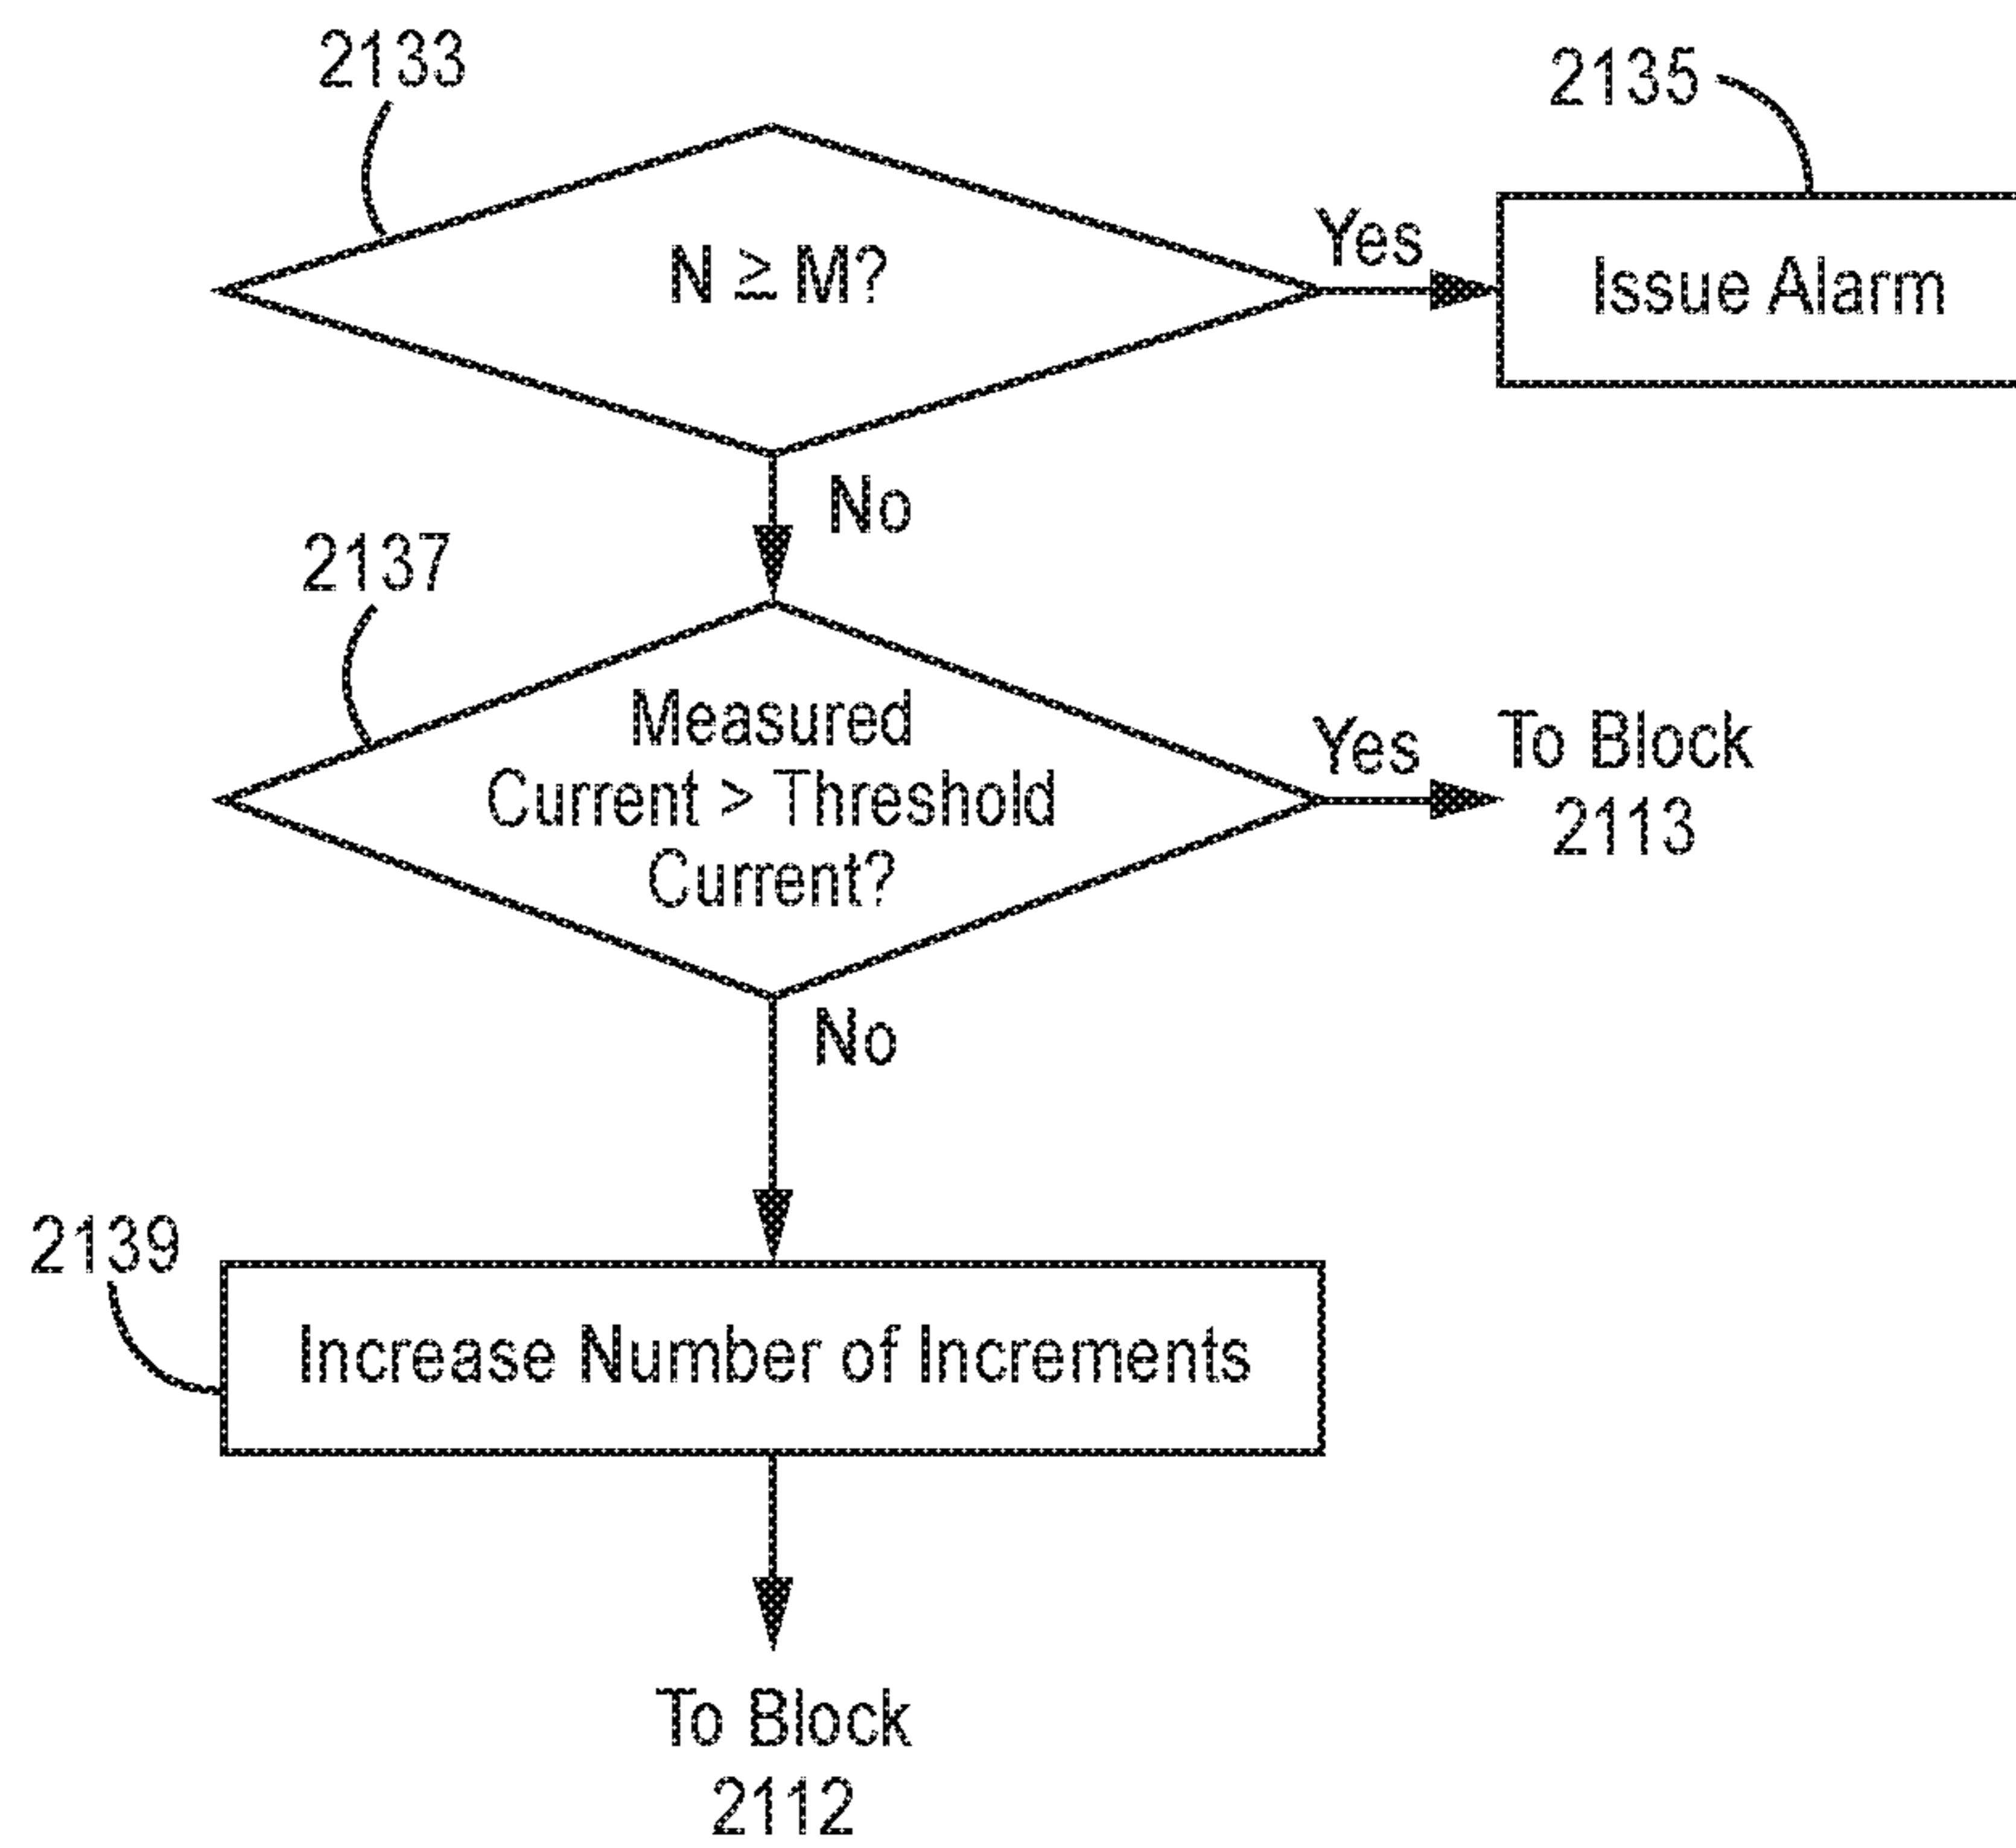 2133
2135
N ≥ M?
Yes
Issue Alarm
No
2137
Measured
Current > Threshold
Current?
Yes
To Block
2113
No
2139
Increase Number of Increments
To Block
2112